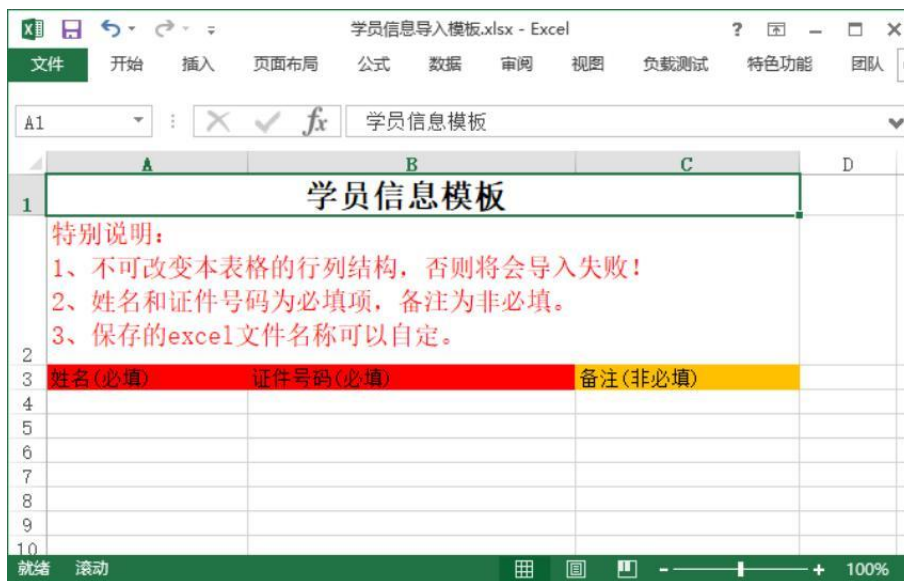 学员信息导入模板.xlsx - Excel
?
文件 开始 插入 页面布局 公式 数据 审阅 视图 负载测试 特色功能 团队
A1 fx 学员信息模板
A B C D
1 学员信息模板
特别说明：
1、不可改变本表格的行列结构，否则将会导入失败！
2、姓名和证件号码为必填项，备注为非必填。
3、保存的excel文件名称可以自定。
2
3 姓名(必填) 证件号码(必填) 备注(非必填)
4
5
6
7
8
9
10
就绪 滚动 100%